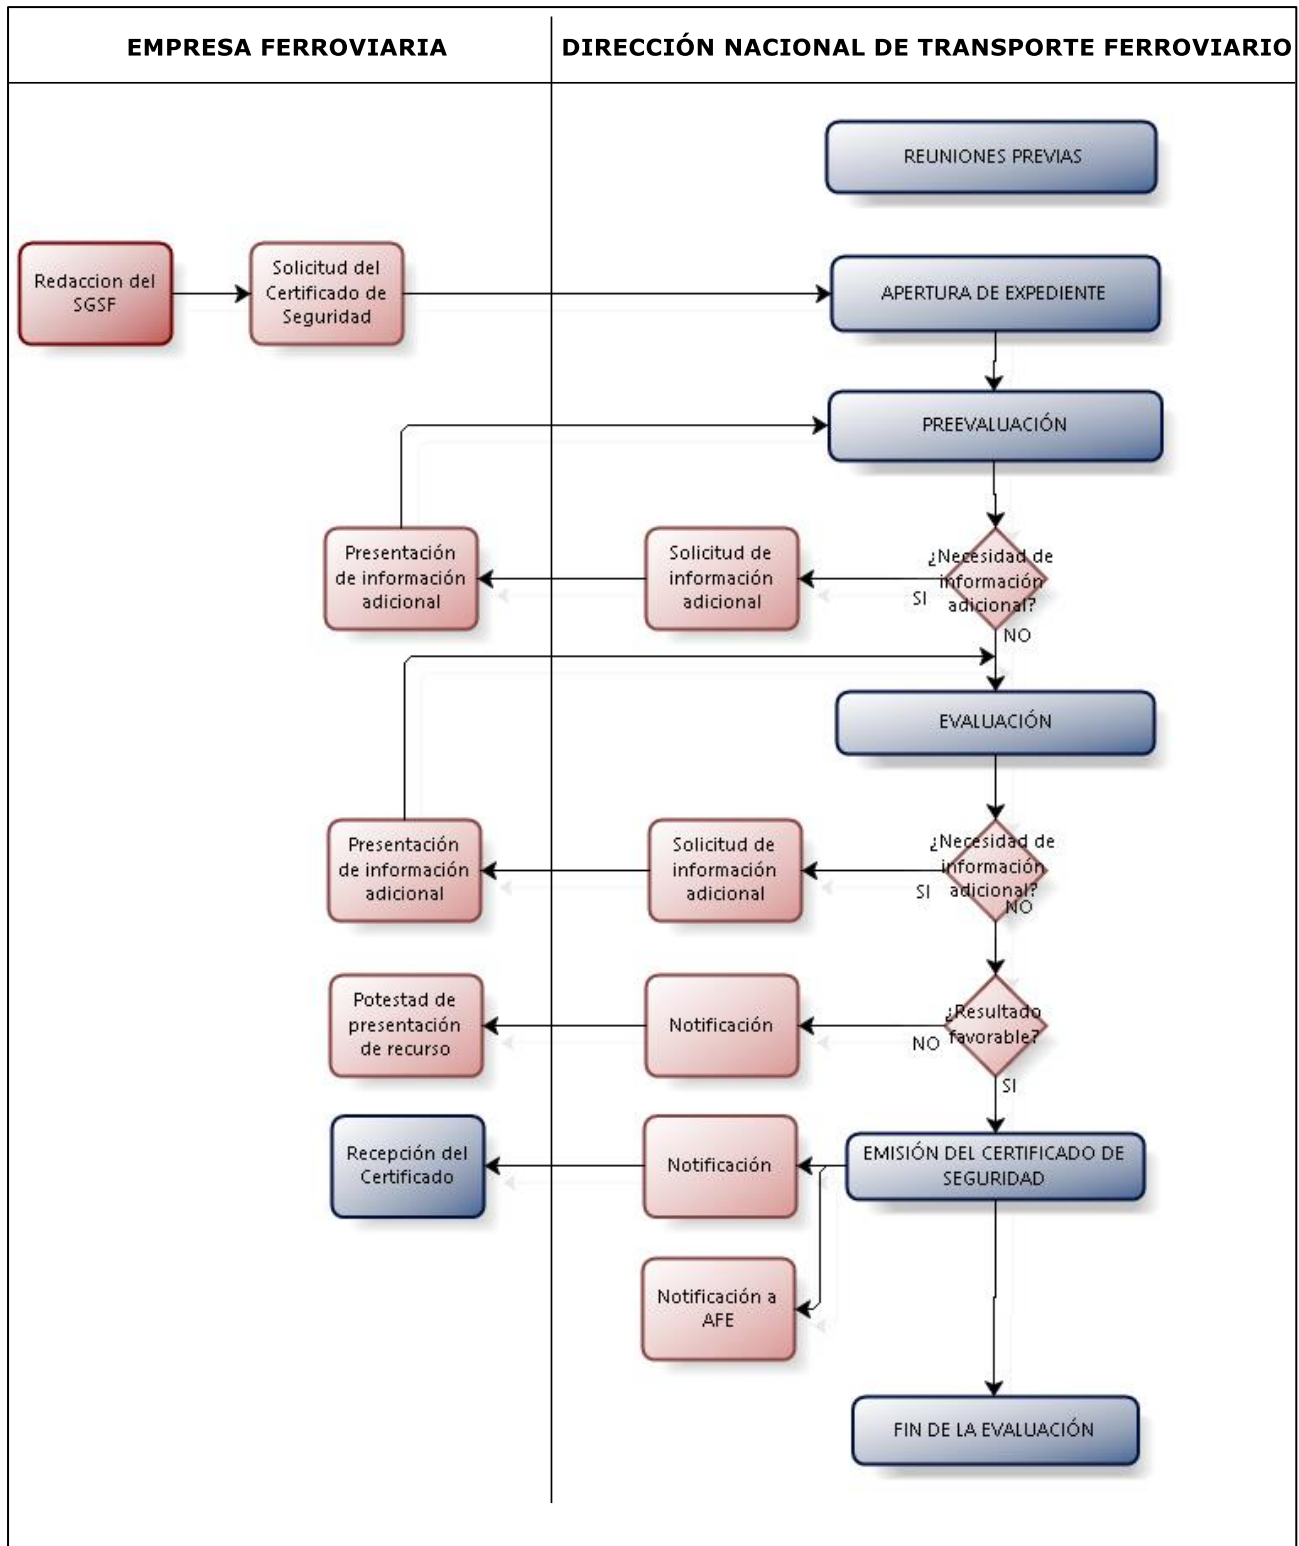 EMPRESA FERROVIARIA
DIRECCIÓN NACIONAL DE TRANSPORTE FERROVIARIO
REUNIONES PREVIAS
Redaccion del
SGSF
Solicitud del
Certificado de
Seguridad
APERTURA DE EXPEDIENTE
PREEVALUACIÓN
Presentación
de información
adicional
Solicitud de
información
adicional
¿Necesidad de
información
adicional?
SI
NO
EVALUACIÓN
Presentación
de información
adicional
Solicitud de
información
adicional
¿Necesidad de
información
adicional?
SI
NO
Potestad de
presentación
de recurso
Notificación
¿Resultado
favorable?
NO
SI
Recepción del
Certificado
Notificación
EMISIÓN DEL CERTIFICADO DE
SEGURIDAD
Notificación a
AFE
FIN DE LA EVALUACIÓN